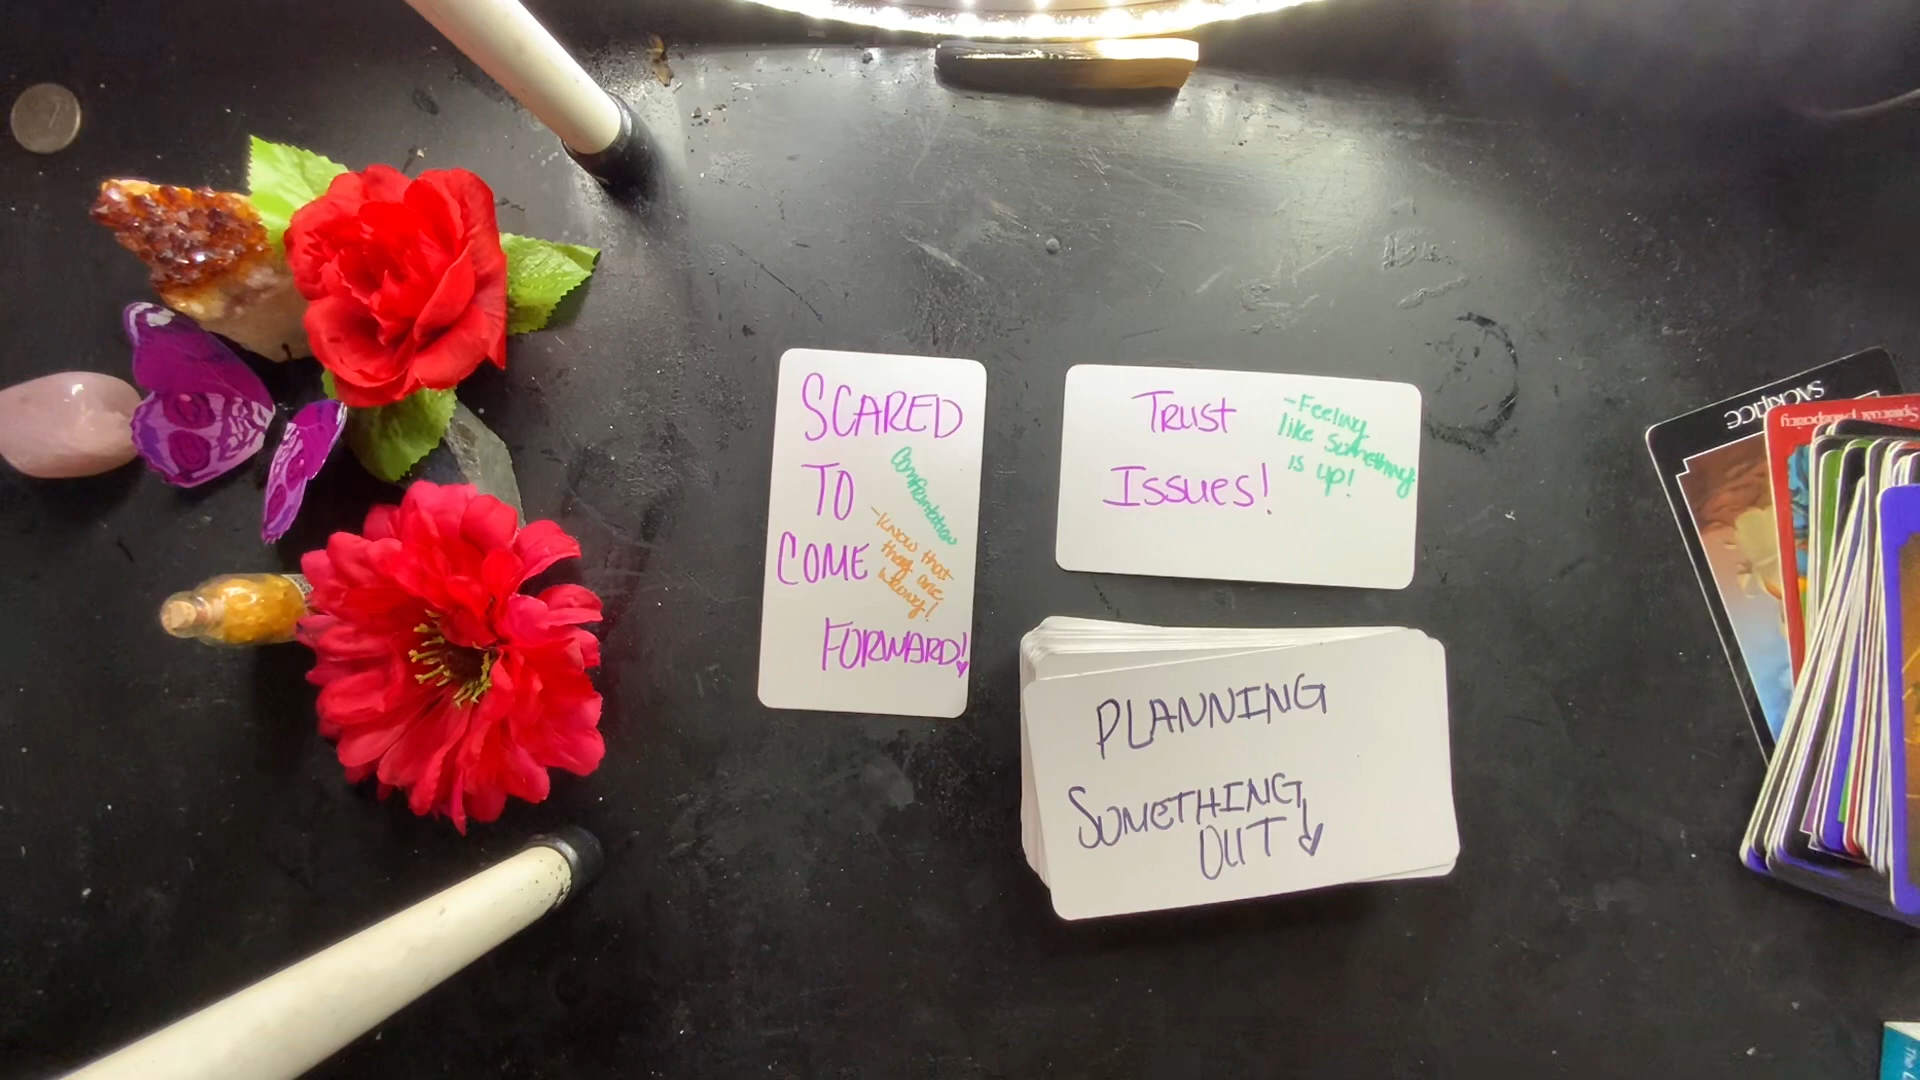 SCARED
TO
COME
FORWARD!
Confrontation
-Know that
they are
wrong!
Trust
Issues!
-Feeling
like something
is up!
PLANNING
SOMETHING
OUT!
SACRIFICE
The